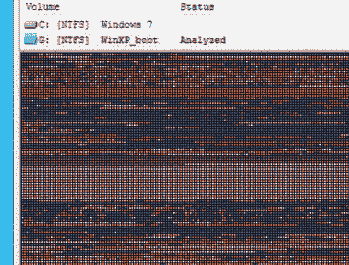 Volume Status
C: [NTFS] Windows 7
G: [NTFS] WinXP_boot Analyzed